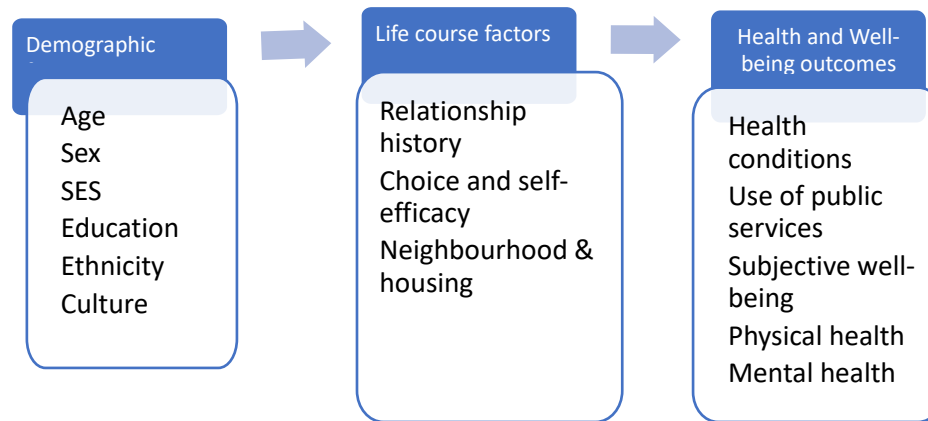 Demographic
Age
Sex
SES
Education
Ethnicity
Culture
Life course factors
Relationship
history
Choice and self-
efficacy
Neighbourhood &
housing
Health and Well-
being outcomes
Health
conditions
Use of public
services
Subjective well-
being
Physical health
Mental health